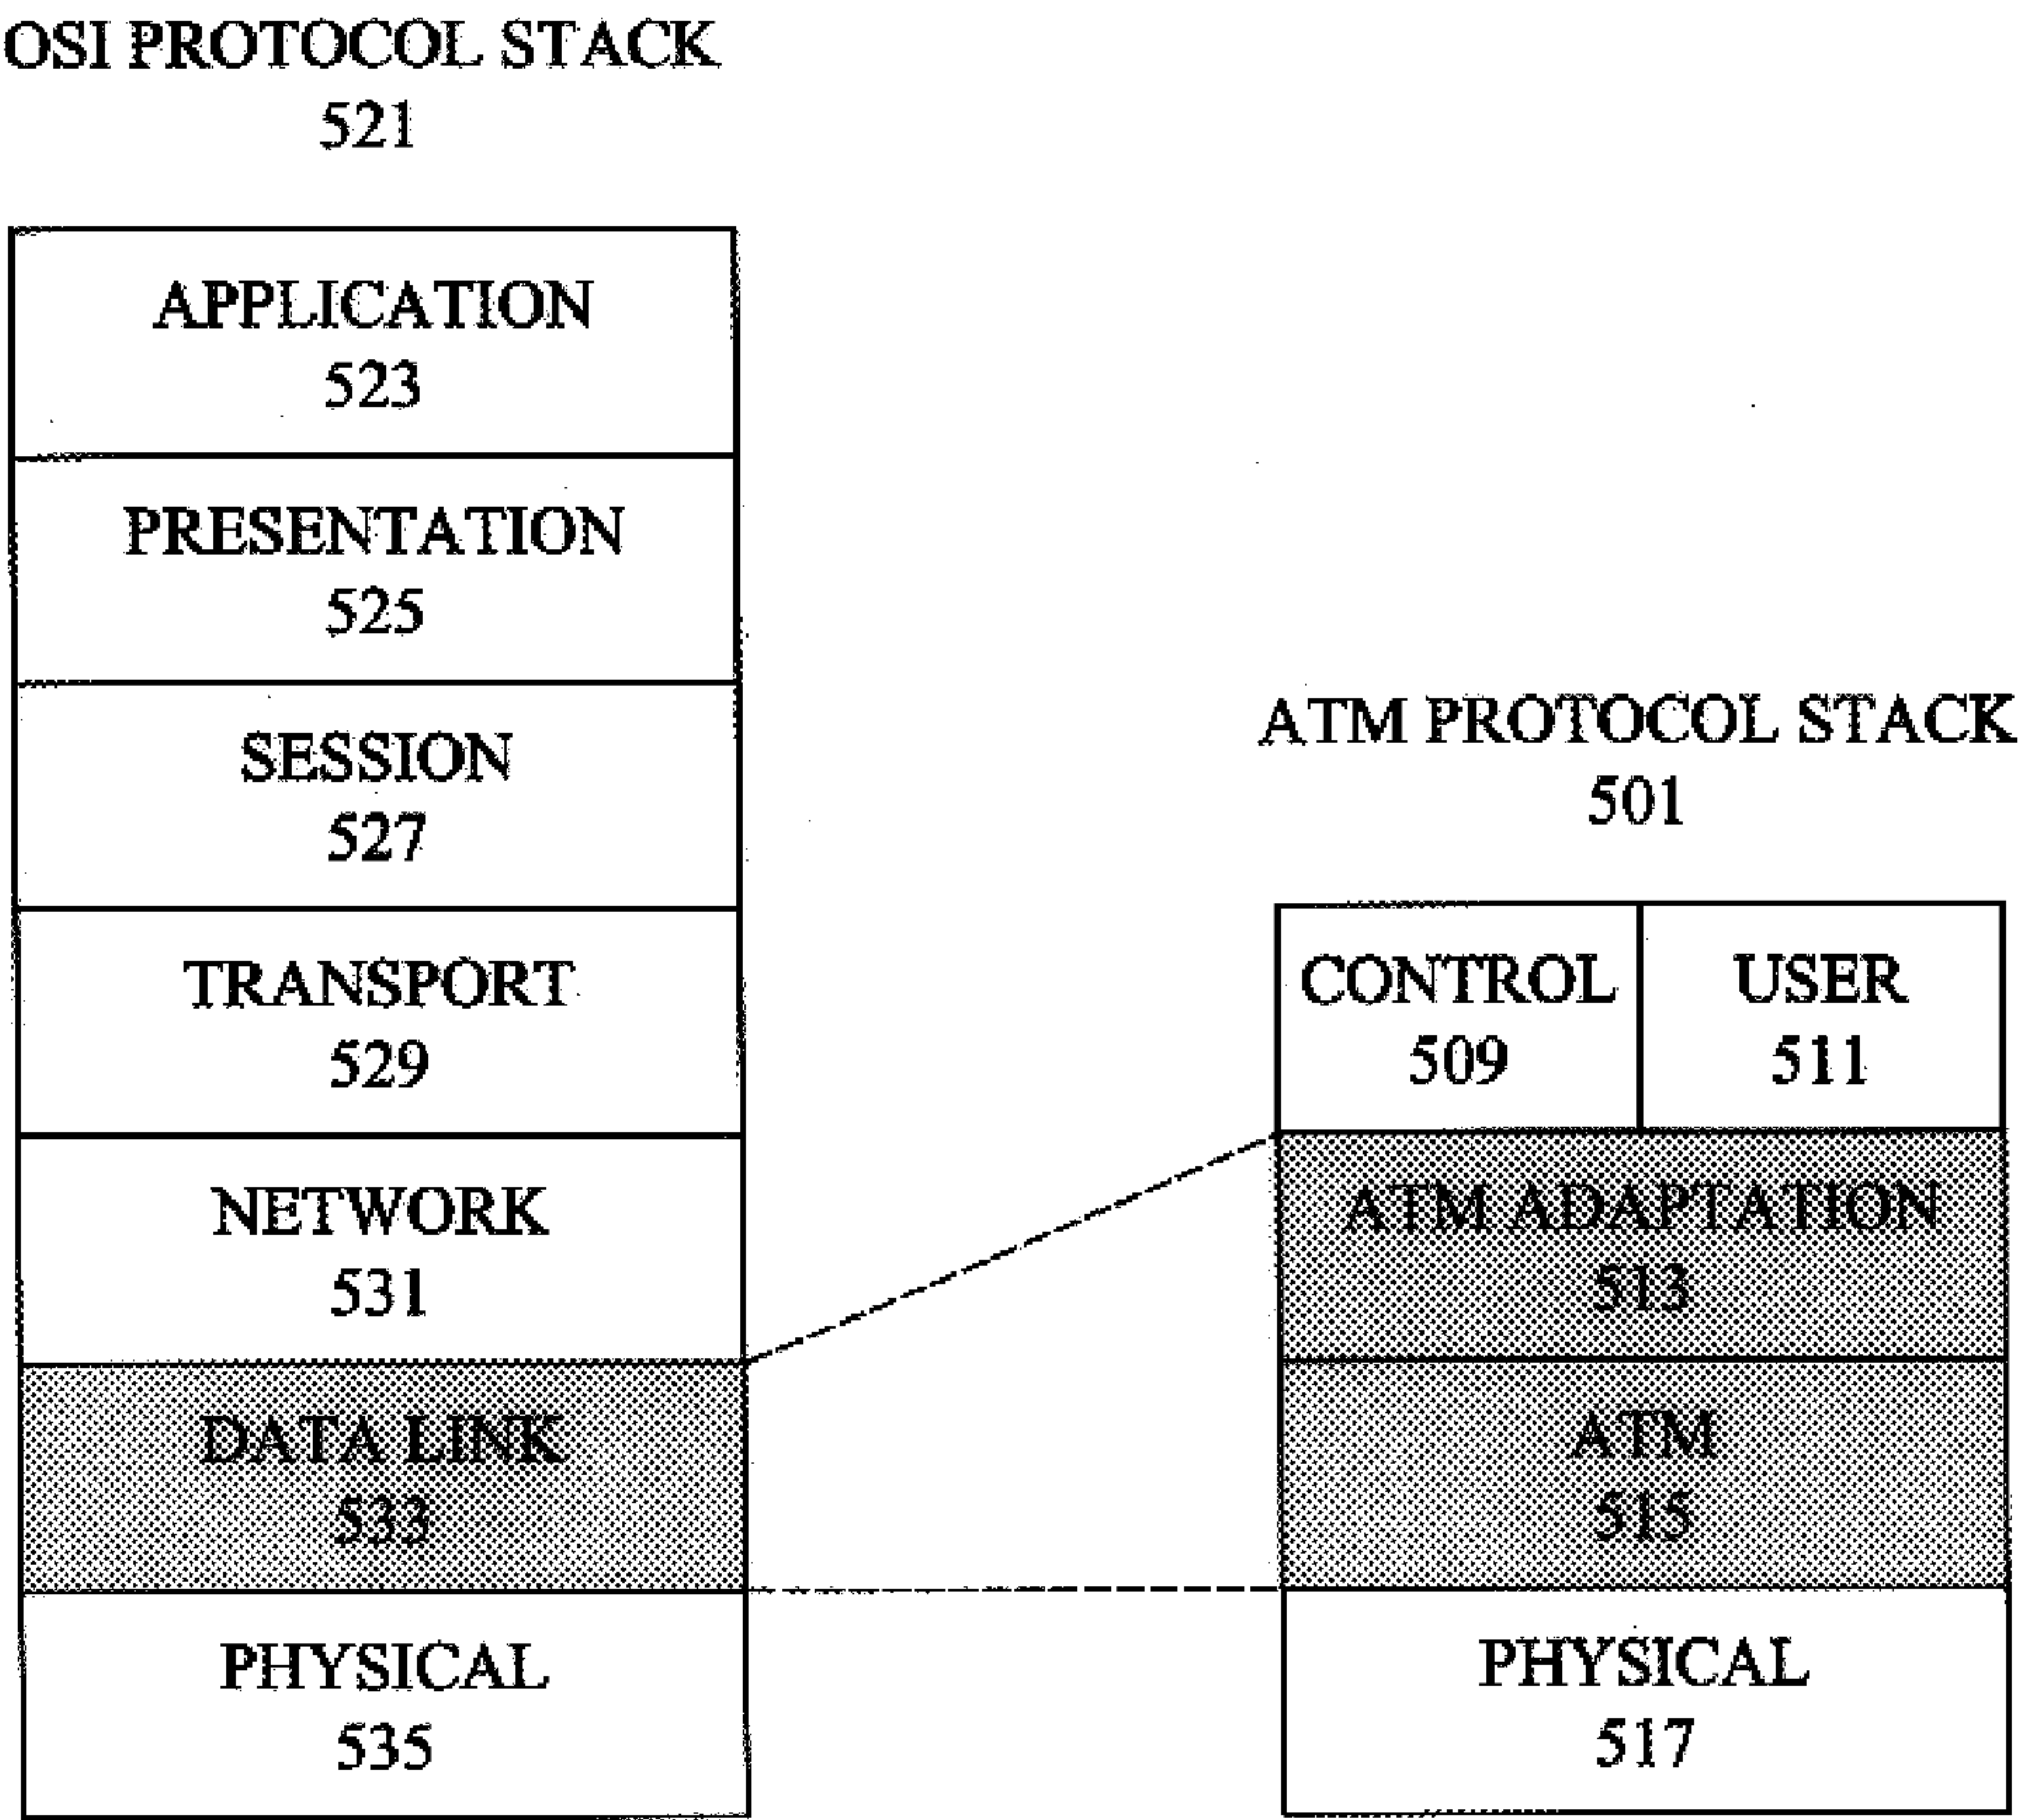 OSI PROTOCOL STACK
521
APPLICATION
523
PRESENTATION
525
SESSION
527
TRANSPORT
529
NETWORK
531
DATA LINK
533
PHYSICAL
535
ATM PROTOCOL STACK
501
CONTROL
509
USER
511
ATM ADAPTATION
513
ATM
515
PHYSICAL
517